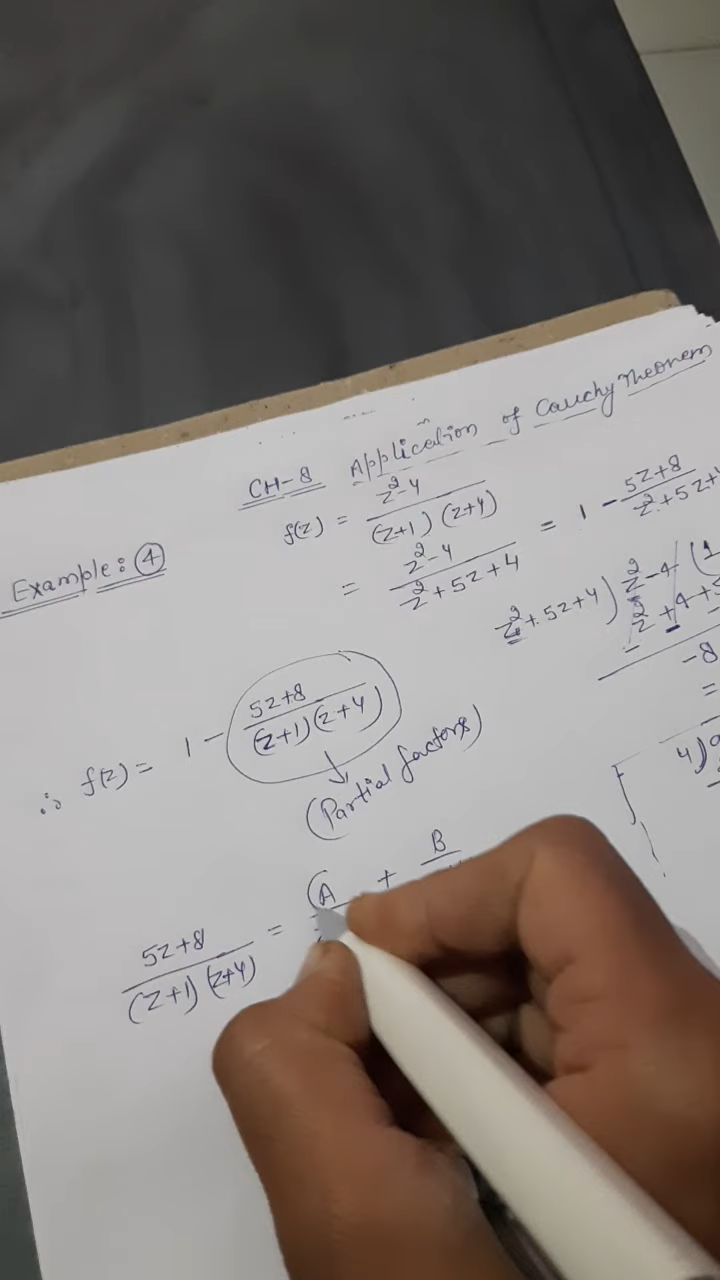 CH-8 Application of Cauchy Theorem
Example: ④
f(z) = z²-4 / (z+1) (z+4)
= z²-4 / z²+5z+4 = 1 - 5z+8 / z²+5z+4
z²+5z+4 ) z²-4 (1
z²+4+5
-8
=
∴ f(z) = 1 - 5z+8 / (z+1)(z+4)
(Partial factors)
4)
5z+8 / (z+1) (z+4) = A + B